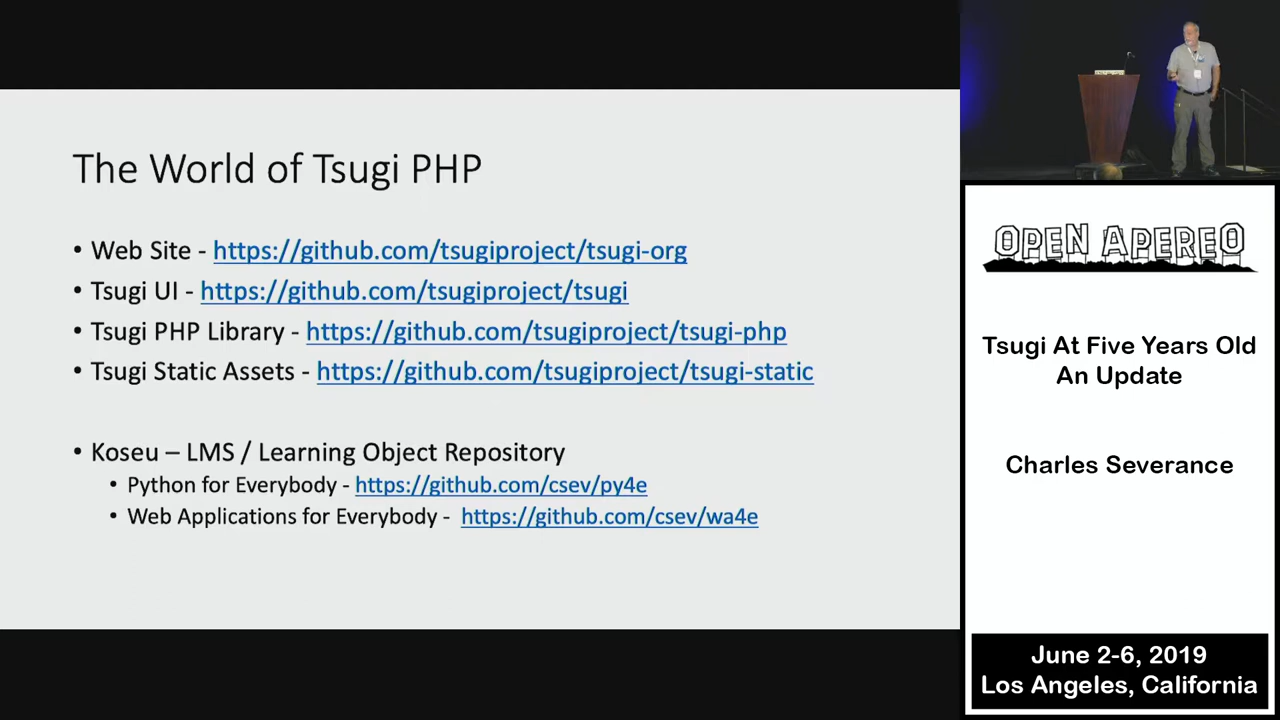 The World of Tsugi PHP
• Web Site - https://github.com/tsugiproject/tsugi-org
• Tsugi UI - https://github.com/tsugiproject/tsugi
• Tsugi PHP Library - https://github.com/tsugiproject/tsugi-php
• Tsugi Static Assets - https://github.com/tsugiproject/tsugi-static
• Koseu – LMS / Learning Object Repository
• Python for Everybody - https://github.com/csev/py4e
• Web Applications for Everybody - https://github.com/csev/wa4e
OPEN APEREO
Tsugi At Five Years Old
An Update
Charles Severance
June 2-6, 2019
Los Angeles, California